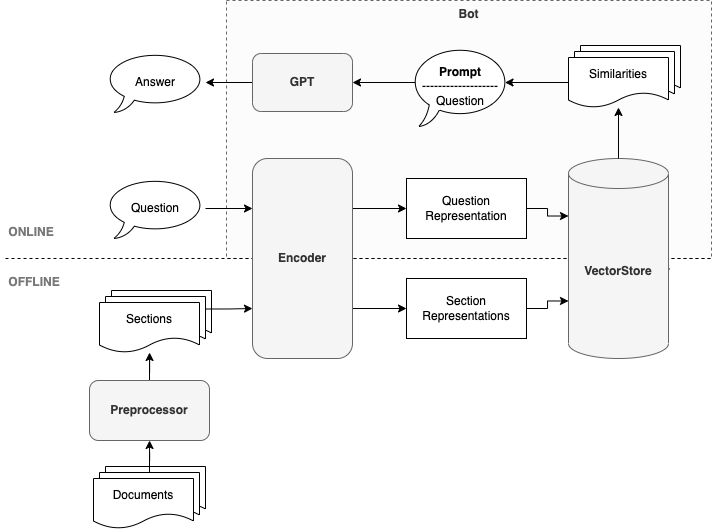 Bot
Answer
GPT
Prompt
Question
Similarities
Question
Encoder
Question
Representation
VectorStore
ONLINE
OFFLINE
Sections
Section
Representations
Preprocessor
Documents